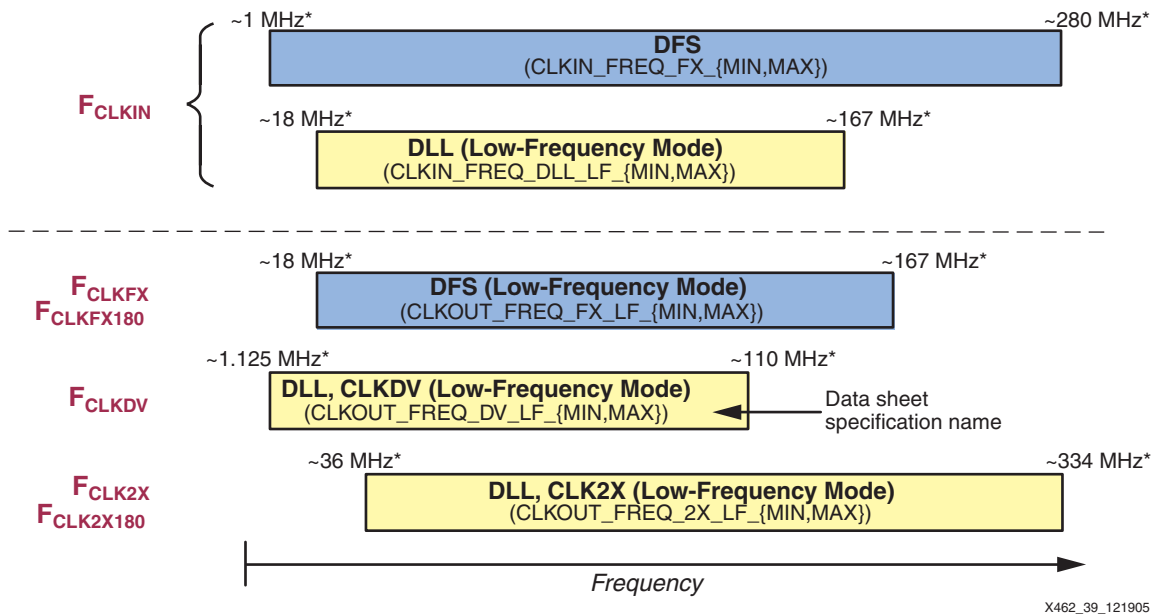 ~1 MHz*
~280 MHz*
DFS
(CLKIN_FREQ_FX_{MIN,MAX})
FCLKIN
~18 MHz*
~167 MHz*
DLL (Low-Frequency Mode)
(CLKIN_FREQ_DLL_LF_{MIN,MAX})
~18 MHz*
~167 MHz*
FCLKFX
FCLKFX180
DFS (Low-Frequency Mode)
(CLKOUT_FREQ_FX_LF_{MIN,MAX})
~1.125 MHz*
~110 MHz*
FCLKDV
DLL, CLKDV (Low-Frequency Mode)
(CLKOUT_FREQ_DV_LF_{MIN,MAX})
Data sheet
specification name
~36 MHz*
~334 MHz*
FCLK2X
FCLK2X180
DLL, CLK2X (Low-Frequency Mode)
(CLKOUT_FREQ_2X_LF_{MIN,MAX})
Frequency
X462_39_121905